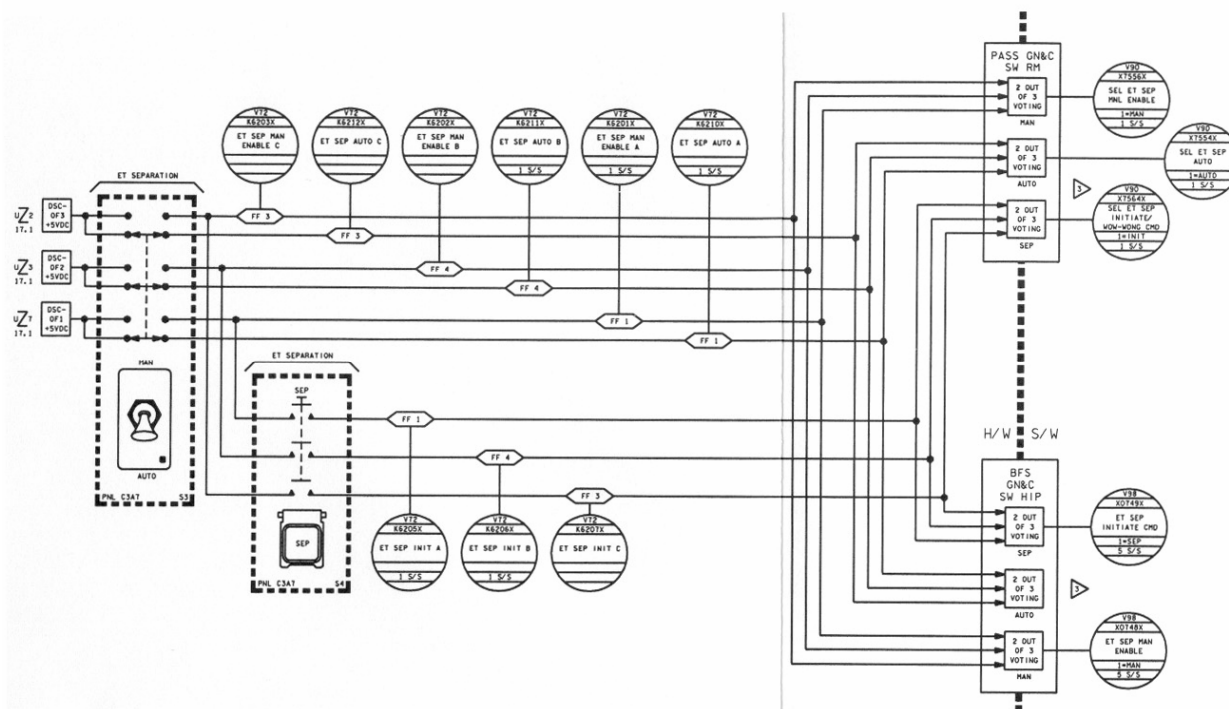 PASS GN&C
SW RM
2 OUT
OF 3
VOTING
MAN
V90
X7556X
SEL ET SEP
MNL ENABLE
1=MAN
1 S/S
2 OUT
OF 3
VOTING
AUTO
V90
X7554X
SEL ET SEP
AUTO
1=AUTO
1 S/S
3
2 OUT
OF 3
VOTING
SEP
V90
X7564X
SEL ET SEP
INITIATE/
WOW-WONG CMD
1=INIT
1 S/S
V72
K6203X
ET SEP MAN
ENABLE C
V72
K6212X
ET SEP AUTO C
V72
K6202X
ET SEP MAN
ENABLE B
V72
K6211X
ET SEP AUTO B
1 S/S
V72
K6201X
ET SEP MAN
ENABLE A
1 S/S
V72
K6210X
ET SEP AUTO A
1 S/S
ET SEPARATION
UZ2
17.1
DSC-
OF3
+5VDC
FF 3
FF 3
UZ3
17.1
DSC-
OF2
+5VDC
FF 4
FF 4
UZ7
17.1
DSC-
OF1
+5VDC
FF 1
FF 1
MAN
AUTO
PNL C3A7 S3
ET SEPARATION
SEP
FF 1
FF 4
FF 3
SEP
PNL C3A7 S4
V72
K6205X
ET SEP INIT A
1 S/S
V72
K6206X
ET SEP INIT B
1 S/S
V72
K6207X
ET SEP INIT C
H/W S/W
BFS
GN&C
SW HIP
2 OUT
OF 3
VOTING
SEP
V98
X0749X
ET SEP
INITIATE CMD
1=SEP
5 S/S
2 OUT
OF 3
VOTING
AUTO
3
2 OUT
OF 3
VOTING
MAN
V98
X0748X
ET SEP MAN
ENABLE
1=MAN
5 S/S